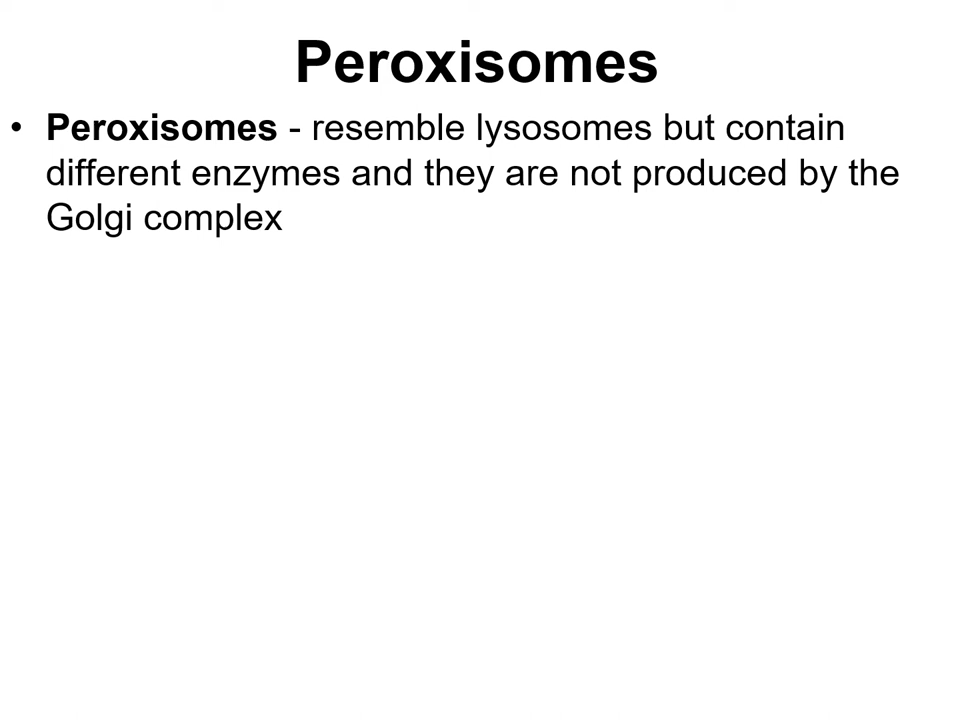 Peroxisomes
• Peroxisomes - resemble lysosomes but contain
different enzymes and they are not produced by the
Golgi complex